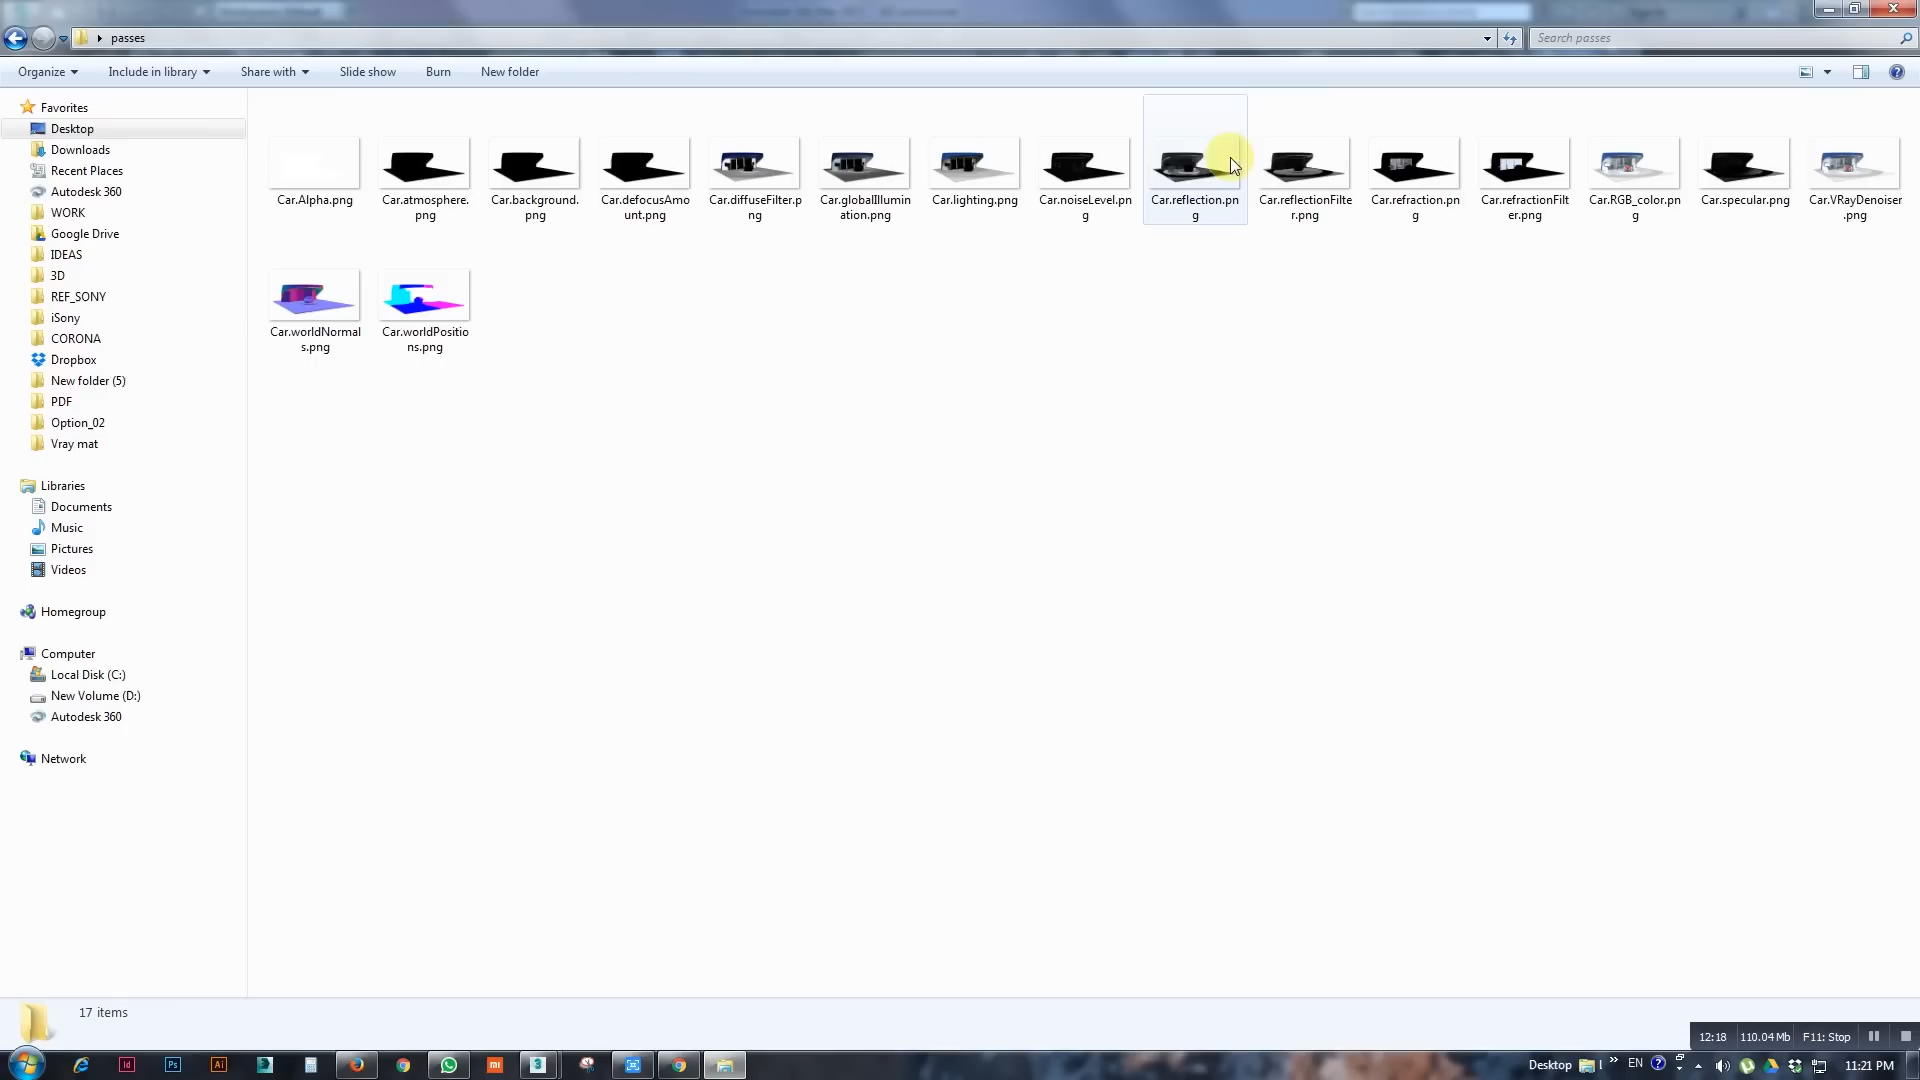 passes
Search passes
Organize
Include in library
Share with
Slide show
Burn
New folder
Favorites
Desktop
Downloads
Recent Places
Autodesk 360
WORK
Google Drive
IDEAS
3D
REF_SONY
iSony
CORONA
Dropbox
New folder (5)
PDF
Option_02
Vray mat
Libraries
Documents
Music
Pictures
Videos
Homegroup
Computer
Local Disk (C:)
New Volume (D:)
Autodesk 360
Network
Car.Alpha.png
Car.atmosphere.
png
Car.background.
png
Car.defocusAmo
unt.png
Car.diffuseFilter.p
ng
Car.globalIllumin
ation.png
Car.lighting.png
Car.noiseLevel.pn
g
Car.reflection.pn
g
Car.reflectionFilte
r.png
Car.refraction.pn
g
Car.refractionFilt
er.png
Car.RGB_color.pn
g
Car.specular.png
Car.VRayDenoiser
.png
Car.worldNormal
s.png
Car.worldPositio
ns.png
17 items
12:18
110.04 Mb
F11: Stop
Id
Ps
Ai
3
mi
3
Desktop
L
»
EN
11:21 PM